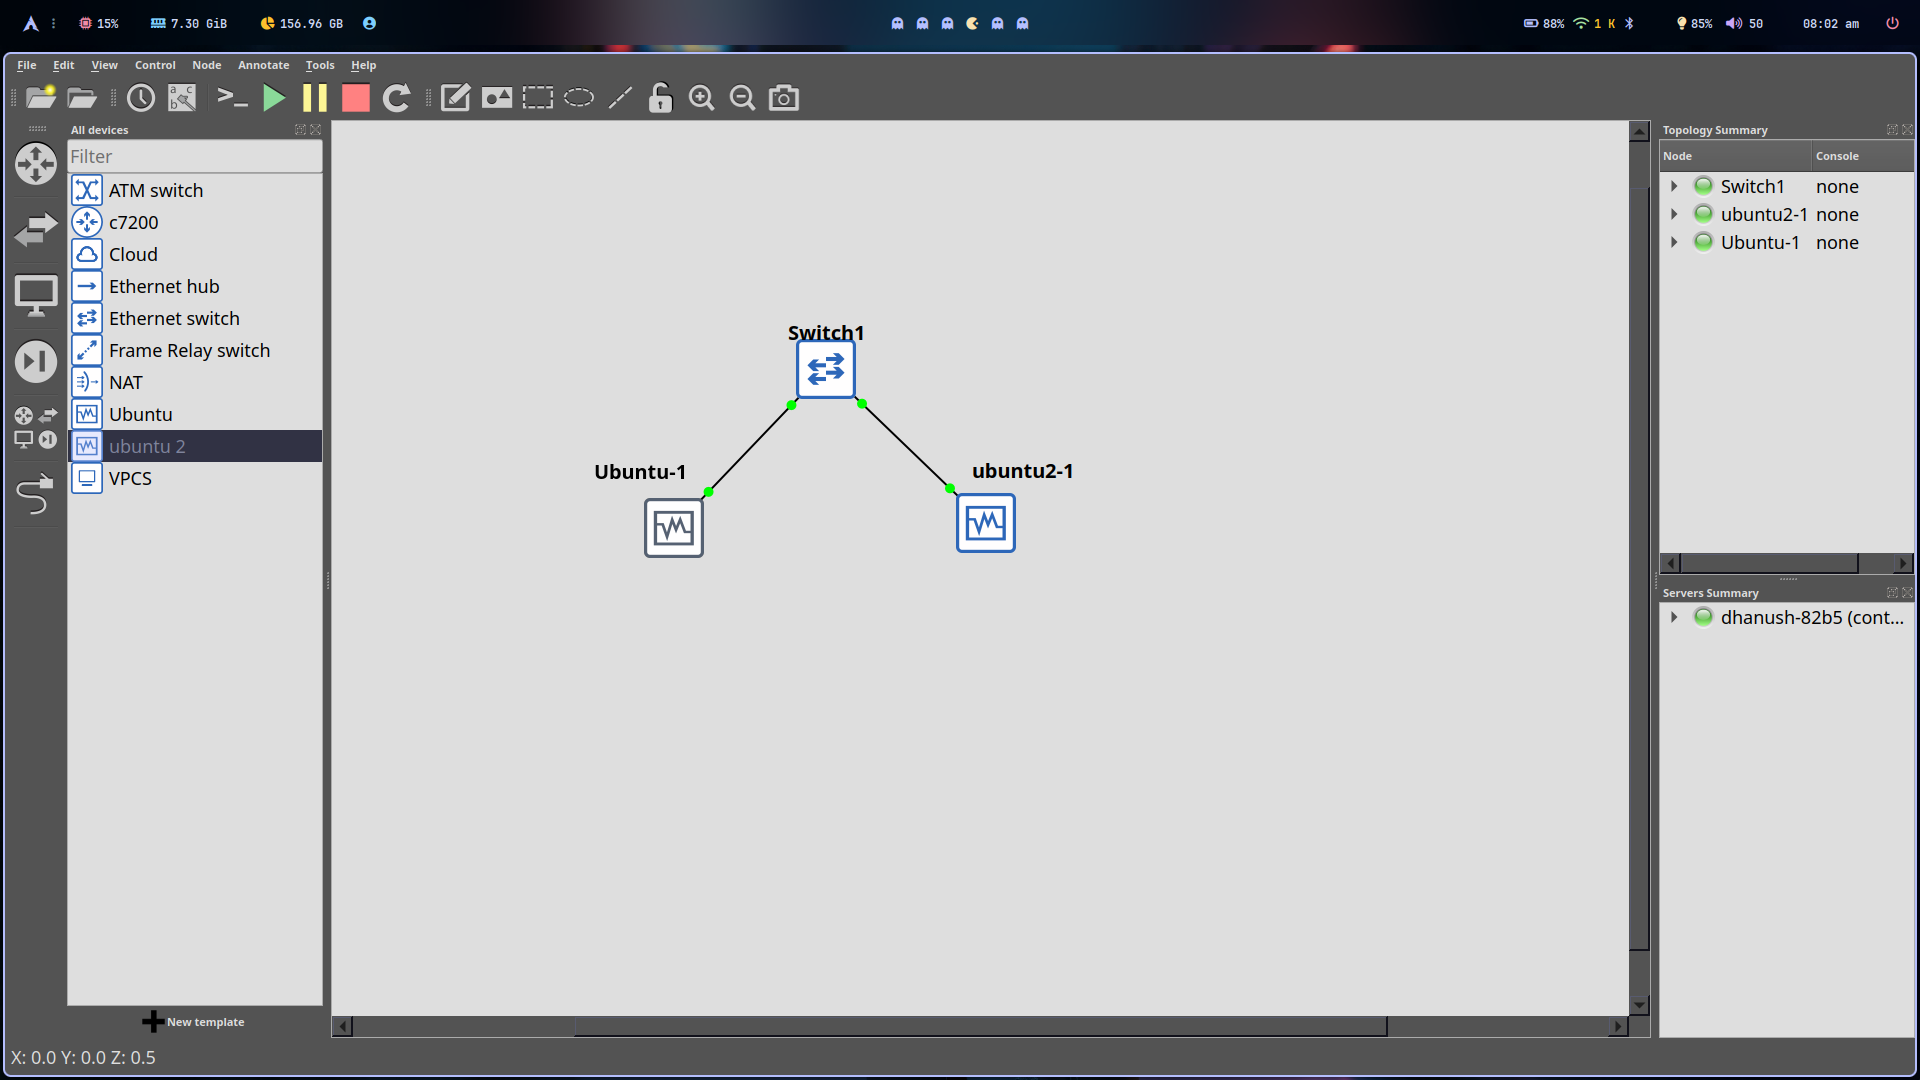 15% 7.30 GiB 156.96 GB 88% 1 K 85% 50 08:02 am
File Edit View Control Node Annotate Tools Help
All devices
Filter
ATM switch
c7200
Cloud
Ethernet hub
Ethernet switch
Frame Relay switch
NAT
Ubuntu
ubuntu 2
VPCS
New template
Switch1
Ubuntu-1
ubuntu2-1
Topology Summary
Node Console
Switch1 none
ubuntu2-1 none
Ubuntu-1 none
Servers Summary
dhanush-82b5 (cont...
X: 0.0 Y: 0.0 Z: 0.5